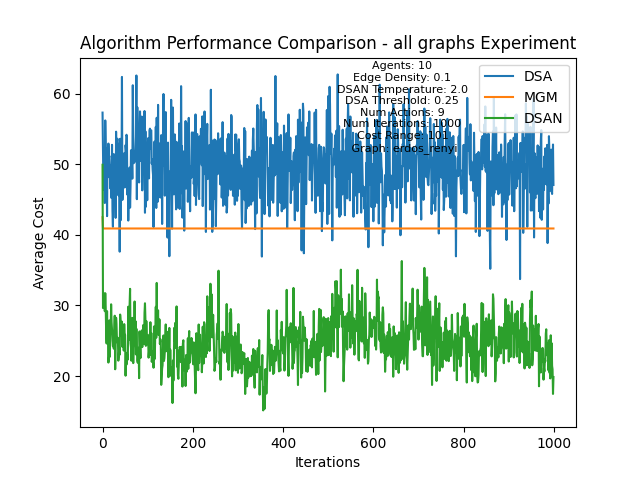 Algorithm Performance Comparison - all graphs Experiment
Agents: 10
Edge Density: 0.1
DSAN Temperature: 2.0
DSA Threshold: 0.25
Num Actions: 9
Num Iterations: 1000
Cost Range: 101
Graph: erdos_renyi
DSA
MGM
DSAN
Average Cost
60
50
40
30
20
0
200
400
600
800
1000
Iterations